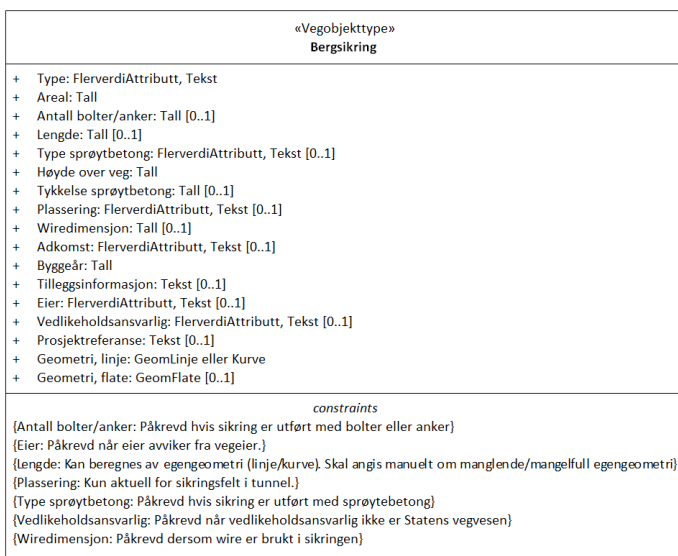 «Vegobjekttype»
Bergsikring
+ Type: FlerverdiAttributt, Tekst
+ Areal: Tall
+ Antall bolter/anker: Tall [0..1]
+ Lengde: Tall [0..1]
+ Type sprøytbetong: FlerverdiAttributt, Tekst [0..1]
+ Høyde over veg: Tall
+ Tykkelse sprøytbetong: Tall [0..1]
+ Plassering: FlerverdiAttributt, Tekst [0..1]
+ Wiredimensjon: Tall [0..1]
+ Adkomst: FlerverdiAttributt, Tekst [0..1]
+ Byggeår: Tall
+ Tilleggsinformasjon: Tekst [0..1]
+ Eier: FlerverdiAttributt, Tekst [0..1]
+ Vedlikeholdsansvarlig: FlerverdiAttributt, Tekst [0..1]
+ Prosjektreferanse: Tekst [0..1]
+ Geometri, linje: GeomLinje eller Kurve
+ Geometri, flate: GeomFlate [0..1]
constraints
{Antall bolter/anker: Påkrevd hvis sikring er utført med bolter eller anker}
{Eier: Påkrevd når eier avviker fra vegeier.}
{Lengde: Kan beregnes av egengeometri (linje/kurve). Skal angis manuelt om manglende/mangelfull egengeometri}
{Plassering: Kun aktuell for sikringsfelt i tunnel.}
{Type sprøytbetong: Påkrevd hvis sikring er utført med sprøytebetong}
{Vedlikeholdsansvarlig: Påkrevd når vedlikeholdsansvarlig ikke er Statens vegvesen}
{Wiredimensjon: Påkrevd dersom wire er brukt i sikringen}